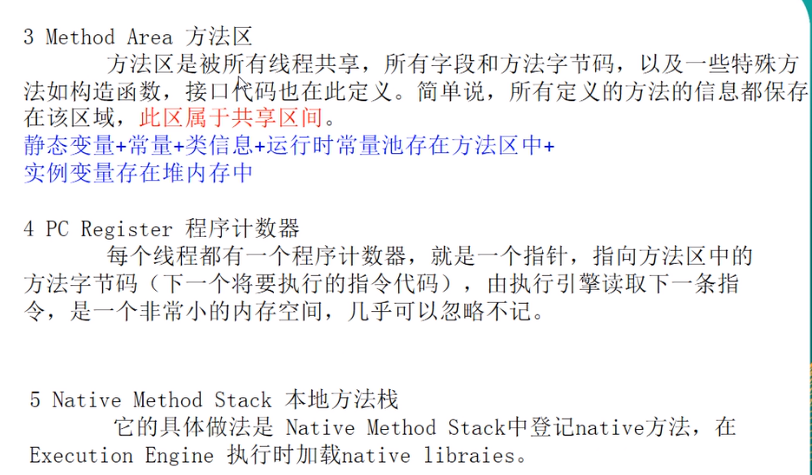 3 Method Area 方法区
方法区是被所有线程共享，所有字段和方法字节码，以及一些特殊方
法如构造函数，接口代码也在此定义。简单说，所有定义的方法的信息都保存
在该区域，此区属于共享区间。
静态变量+常量+类信息+运行时常量池存在方法区中+
实例变量存在堆内存中
4 PC Register 程序计数器
每个线程都有一个程序计数器，就是一个指针，指向方法区中的
方法字节码（下一个将要执行的指令代码），由执行引擎读取下一条指
令，是一个非常小的内存空间，几乎可以忽略不记。
5 Native Method Stack 本地方法栈
它的具体做法是 Native Method Stack中登记native方法，在
Execution Engine 执行时加载native libraies。